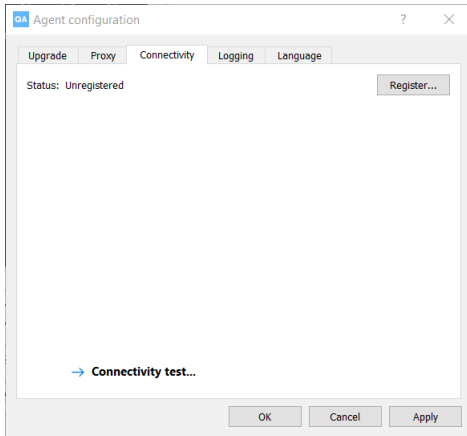 QA Agent configuration
Upgrade Proxy Connectivity Logging Language
Status: Unregistered Register...
Connectivity test...
OK Cancel Apply